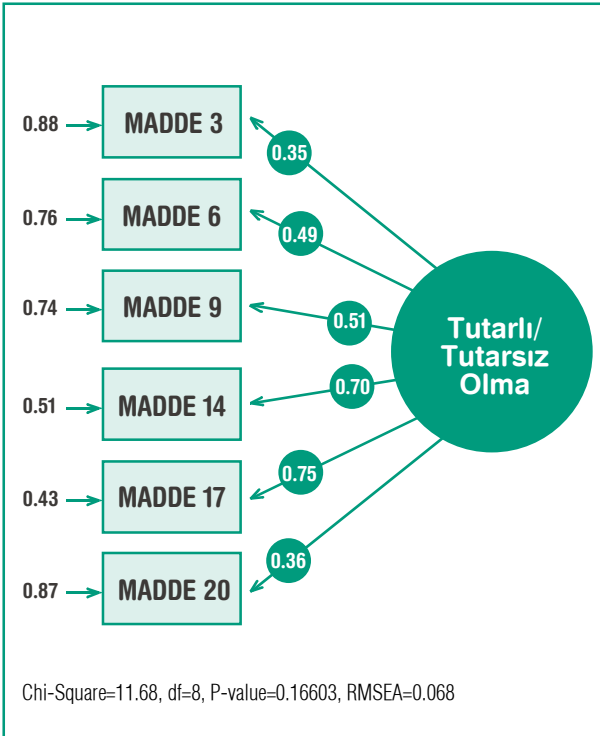 0.88 MADDE 3 0.35
0.76 MADDE 6 0.49
0.74 MADDE 9 0.51
0.51 MADDE 14 0.70
0.43 MADDE 17 0.75
0.87 MADDE 20 0.36
Tutarlı/
Tutarsız
Olma
Chi-Square=11.68, df=8, P-value=0.16603, RMSEA=0.068